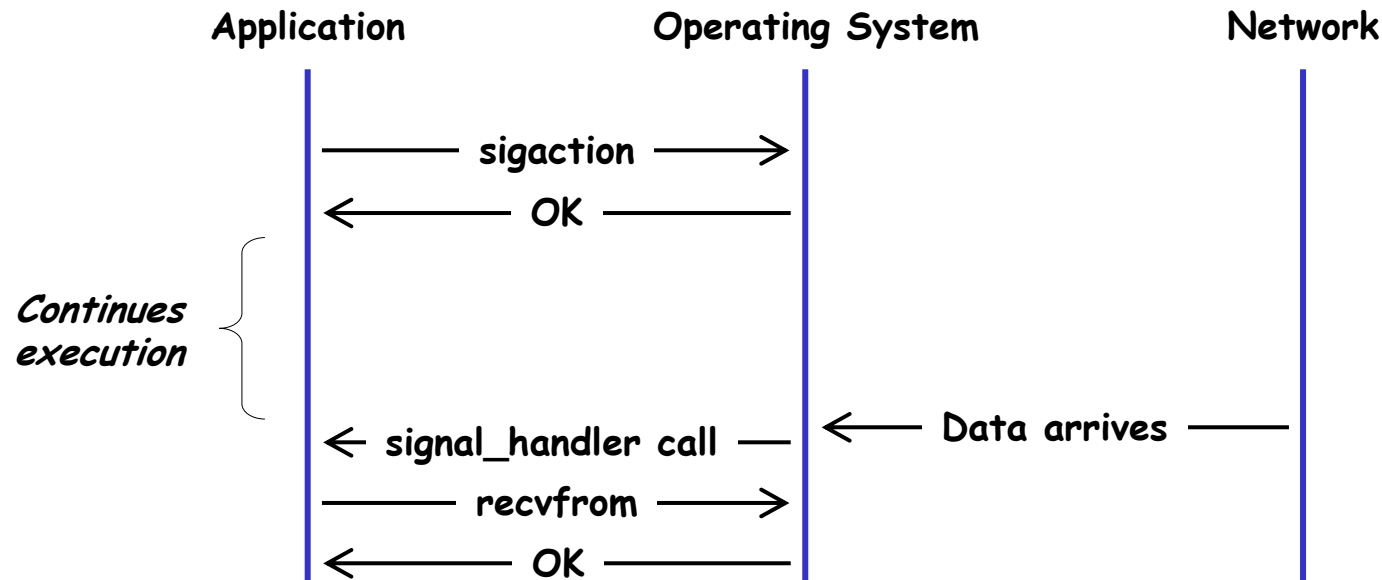 Application
Operating System
Network
sigaction
OK
Continues
execution
Data arrives
signal_handler call
recvfrom
OK